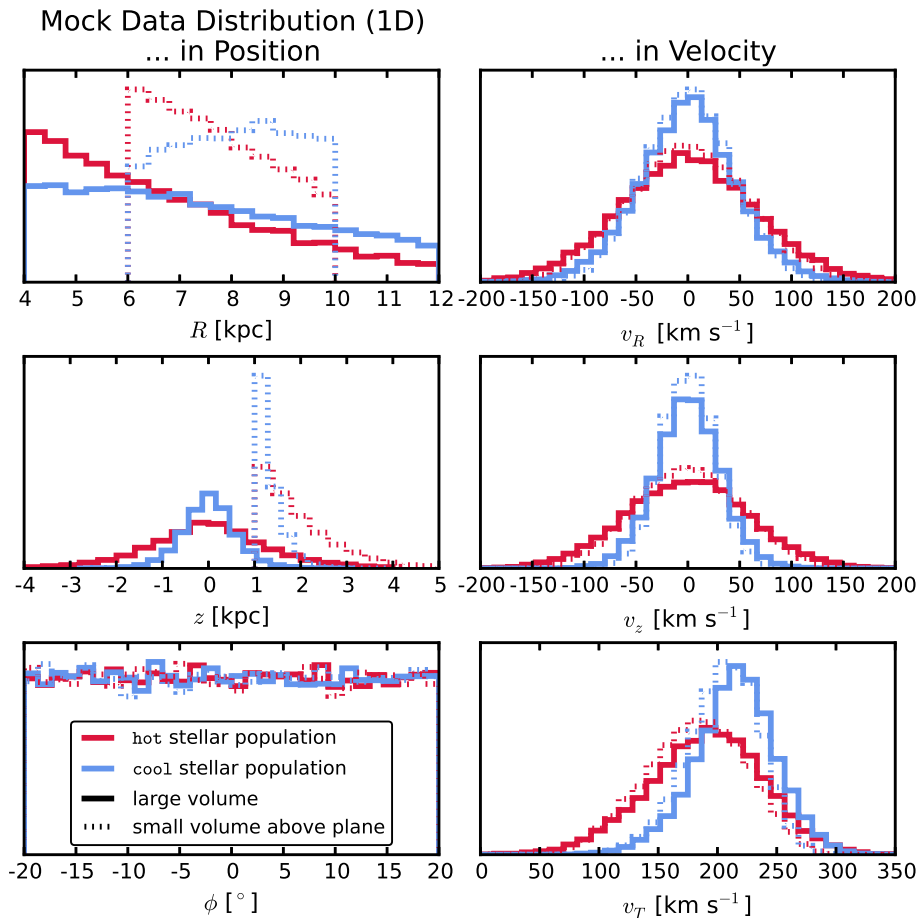 Mock Data Distribution (1D)
... in Position
... in Velocity
4 5 6 7 8 9 10 11 12
R [kpc]
-200 -150 -100 -50 0 50 100 150 200
v_R [km s⁻¹]
-4 -3 -2 -1 0 1 2 3 4 5
z [kpc]
-200 -150 -100 -50 0 50 100 150 200
v_z [km s⁻¹]
hot stellar population
cool stellar population
large volume
small volume above plane
-20 -15 -10 -5 0 5 10 15 20
ϕ [°]
0 50 100 150 200 250 300 350
v_T [km s⁻¹]